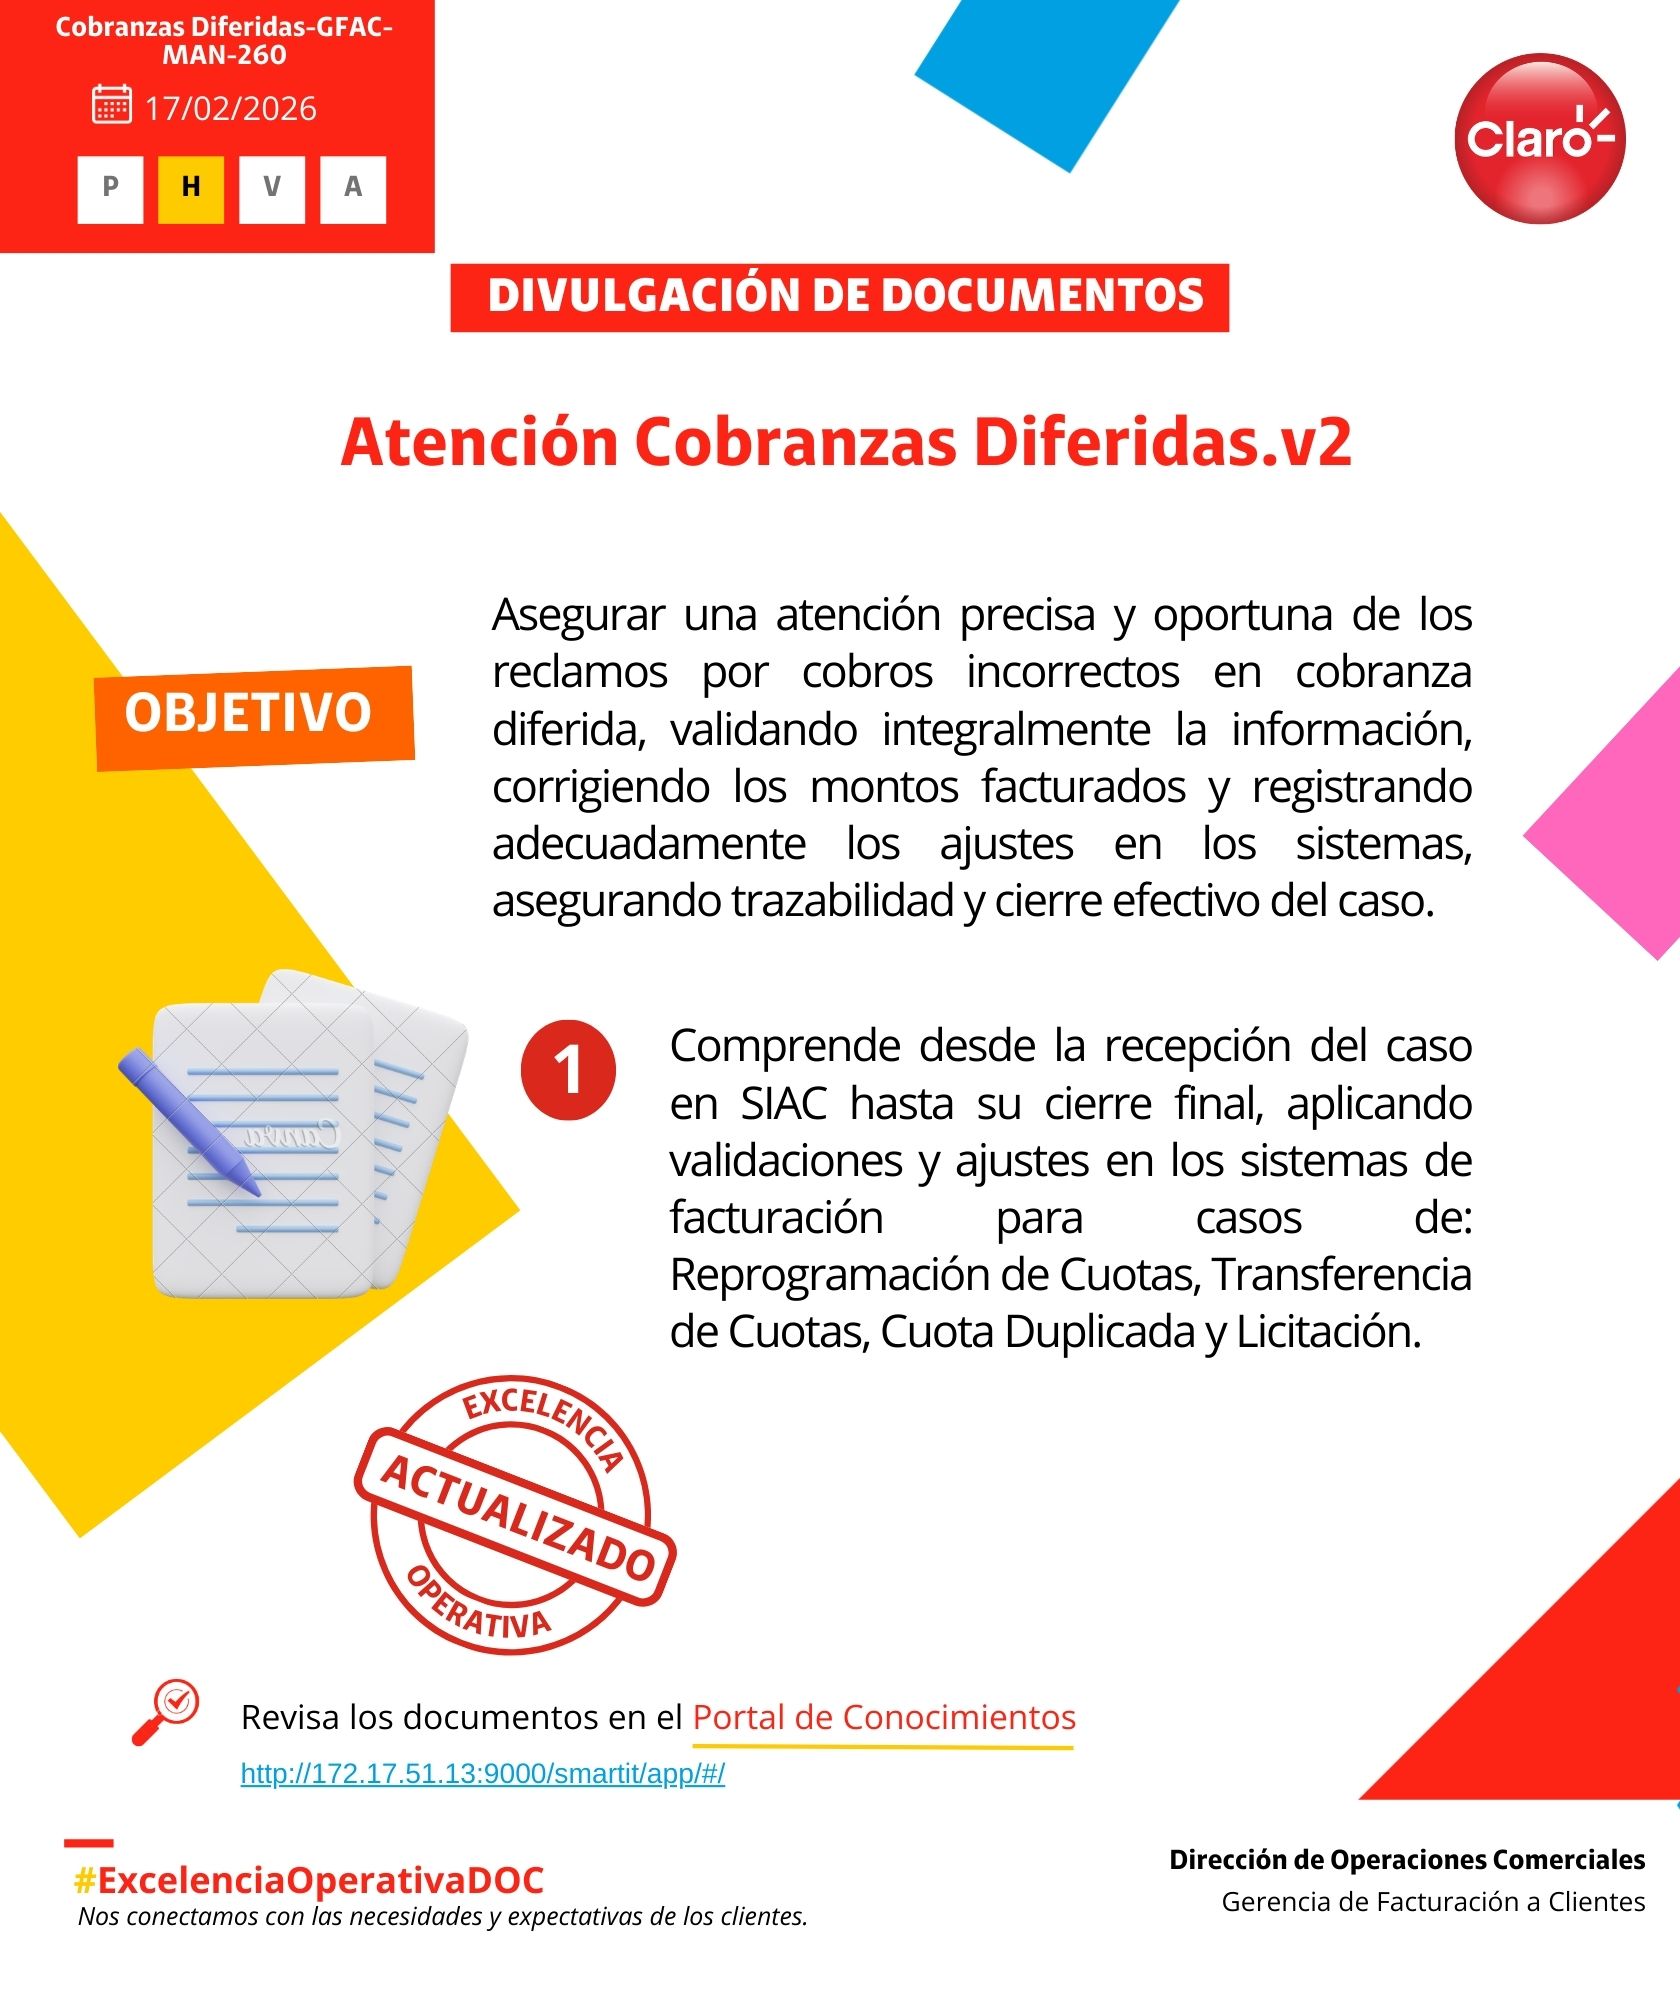 Cobranzas Diferidas-GFAC-
MAN-260
17/02/2026
P H V A
Claro
DIVULGACIÓN DE DOCUMENTOS
Atención Cobranzas Diferidas.v2
OBJETIVO
Asegurar una atención precisa y oportuna de los
reclamos por cobros incorrectos en cobranza
diferida, validando integralmente la información,
corrigiendo los montos facturados y registrando
adecuadamente los ajustes en los sistemas,
asegurando trazabilidad y cierre efectivo del caso.
Canva
1
Comprende desde la recepción del caso
en SIAC hasta su cierre final, aplicando
validaciones y ajustes en los sistemas de
facturación para casos de:
Reprogramación de Cuotas, Transferencia
de Cuotas, Cuota Duplicada y Licitación.
EXCELENCIA
ACTUALIZADO
OPERATIVA
Revisa los documentos en el Portal de Conocimientos
http://172.17.51.13:9000/smartit/app/#/
#ExcelenciaOperativaDOC
Nos conectamos con las necesidades y expectativas de los clientes.
Dirección de Operaciones Comerciales
Gerencia de Facturación a Clientes